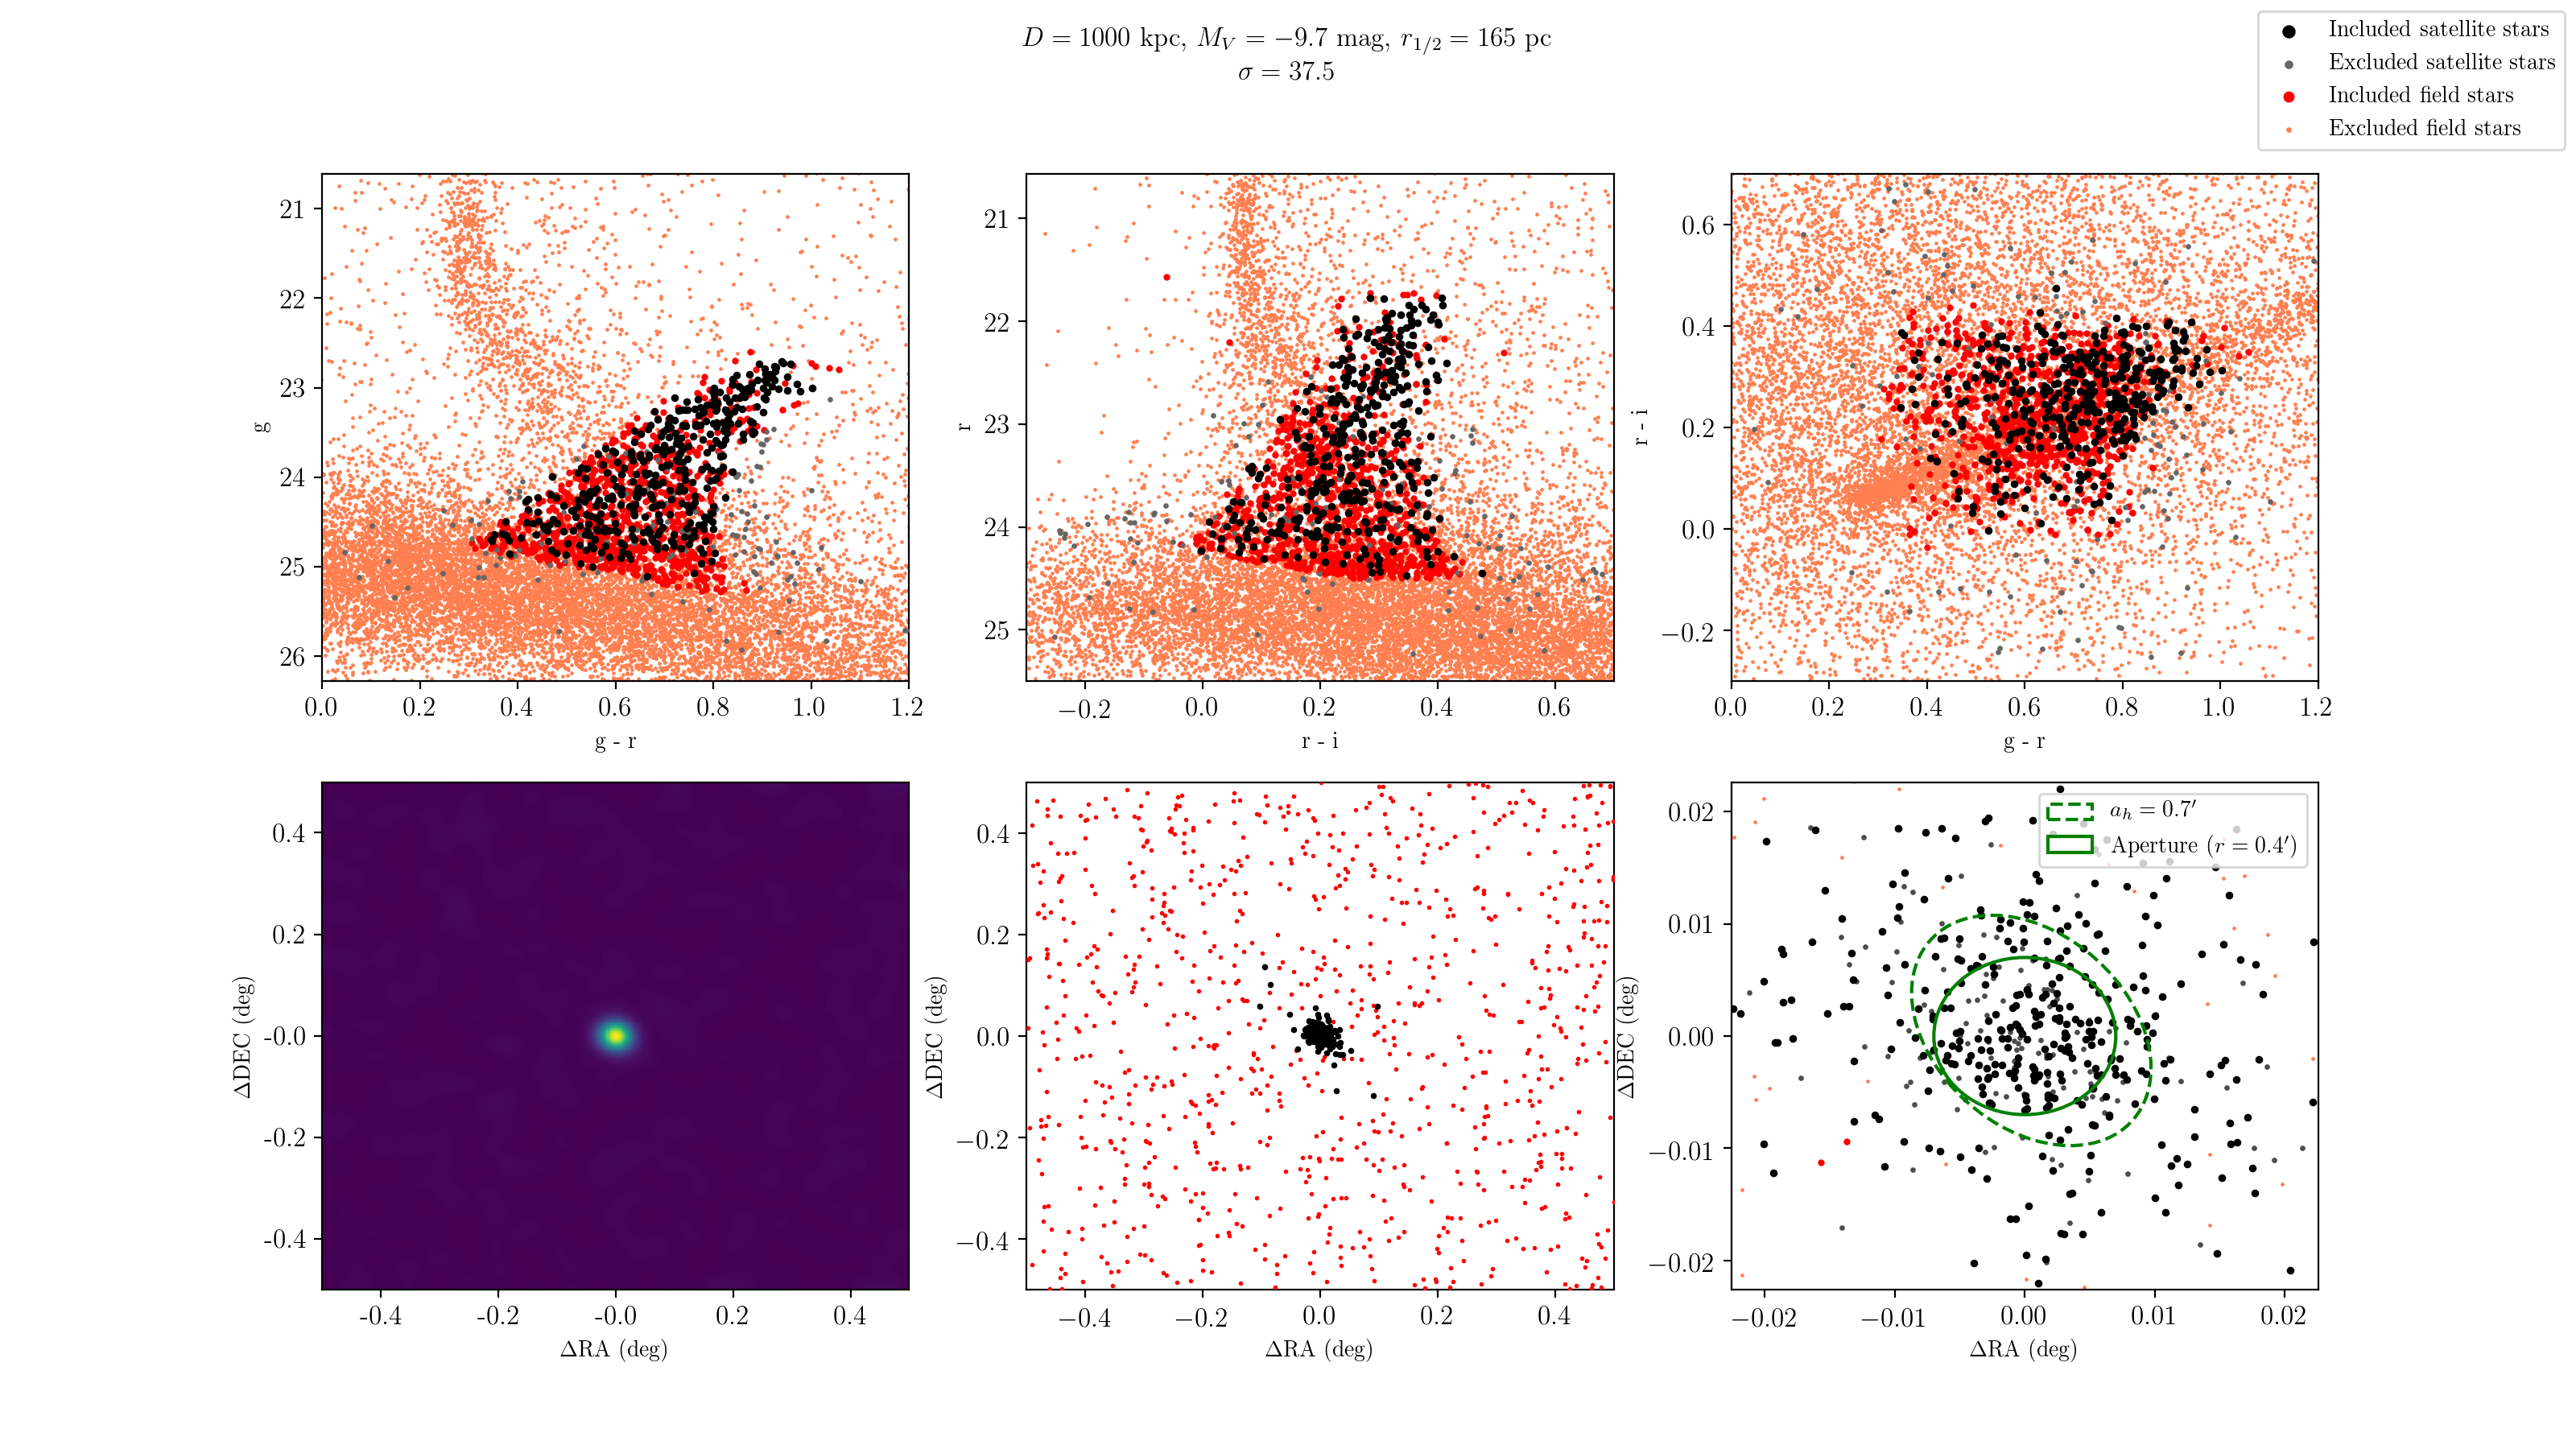 D = 1000 kpc, M_V = −9.7 mag, r_{1/2} = 165 pc
σ = 37.5
Included satellite stars
Excluded satellite stars
Included field stars
Excluded field stars
21
22
23
24
25
26
g
0.0 0.2 0.4 0.6 0.8 1.0 1.2
g - r
21
22
23
24
25
r
−0.2 0.0 0.2 0.4 0.6
r - i
0.6
0.4
0.2
0.0
−0.2
r - i
0.0 0.2 0.4 0.6 0.8 1.0 1.2
g - r
0.4
0.2
-0.0
-0.2
-0.4
ΔDEC (deg)
-0.4 -0.2 -0.0 0.2 0.4
ΔRA (deg)
0.4
0.2
0.0
−0.2
−0.4
ΔDEC (deg)
−0.4 −0.2 0.0 0.2 0.4
ΔRA (deg)
a_h = 0.7′
Aperture (r = 0.4′)
0.02
0.01
0.00
−0.01
−0.02
ΔDEC (deg)
−0.02 −0.01 0.00 0.01 0.02
ΔRA (deg)